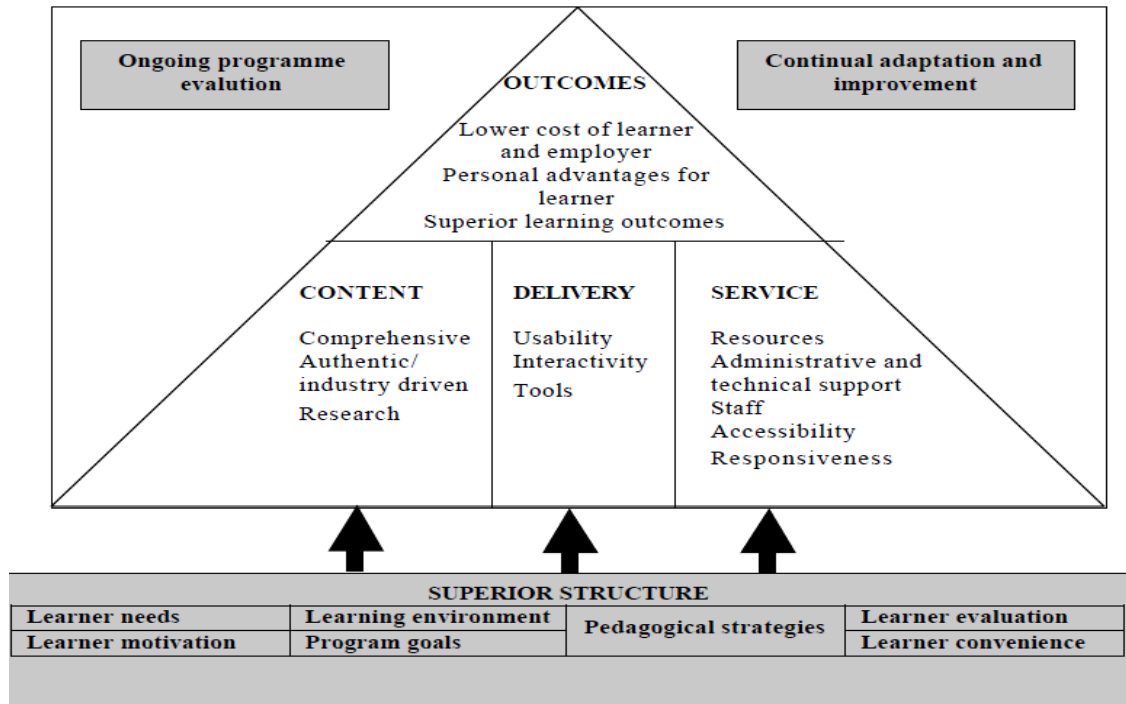 Ongoing programme
evalution
Continual adaptation and
improvement
OUTCOMES
Lower cost of learner
and employer
Personal advantages for
learner
Superior learning outcomes
CONTENT
Comprehensive
Authentic/
industry driven
Research
DELIVERY
Usability
Interactivity
Tools
SERVICE
Resources
Administrative and
technical support
Staff
Accessibility
Responsiveness
SUPERIOR STRUCTURE
Learner needs
Learner motivation
Learning environment
Program goals
Pedagogical strategies
Learner evaluation
Learner convenience